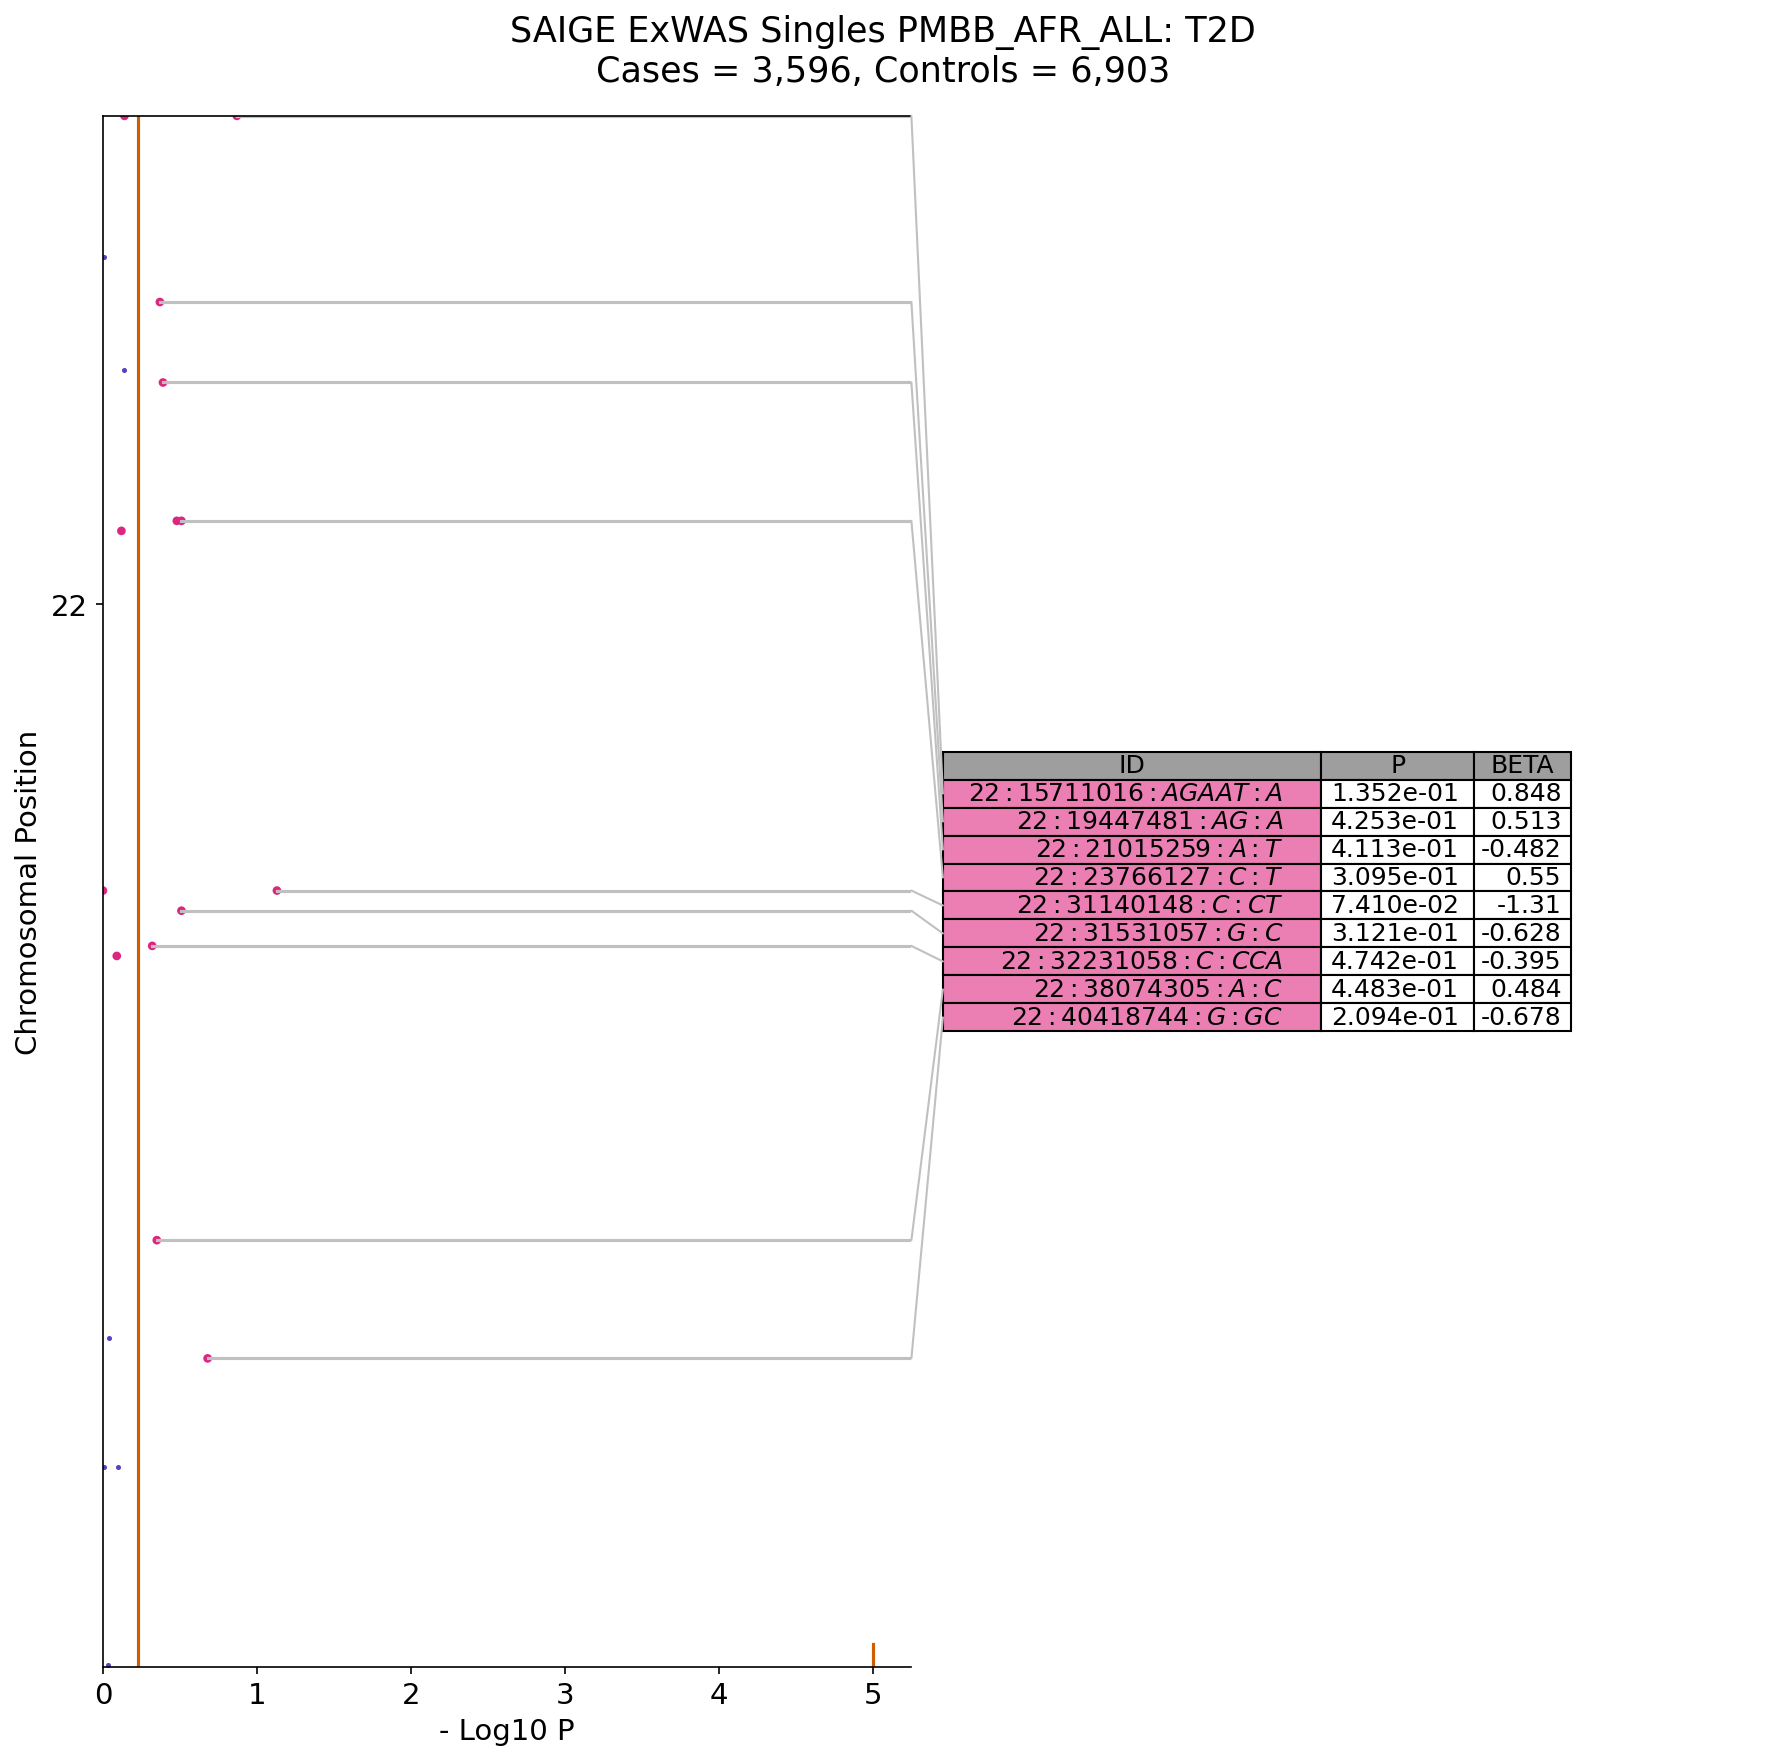 SAIGE ExWAS Singles PMBB_AFR_ALL: T2D
Cases = 3,596, Controls = 6,903
Chromosomal Position
22
ID P BETA
22:15711016:AGAAT:A 1.352e-01 0.848
22:19447481:AG:A 4.253e-01 0.513
22:21015259:A:T 4.113e-01 -0.482
22:23766127:C:T 3.095e-01 0.55
22:31140148:C:CT 7.410e-02 -1.31
22:31531057:G:C 3.121e-01 -0.628
22:32231058:C:CCA 4.742e-01 -0.395
22:38074305:A:C 4.483e-01 0.484
22:40418744:G:GC 2.094e-01 -0.678
0 1 2 3 4 5
- Log10 P